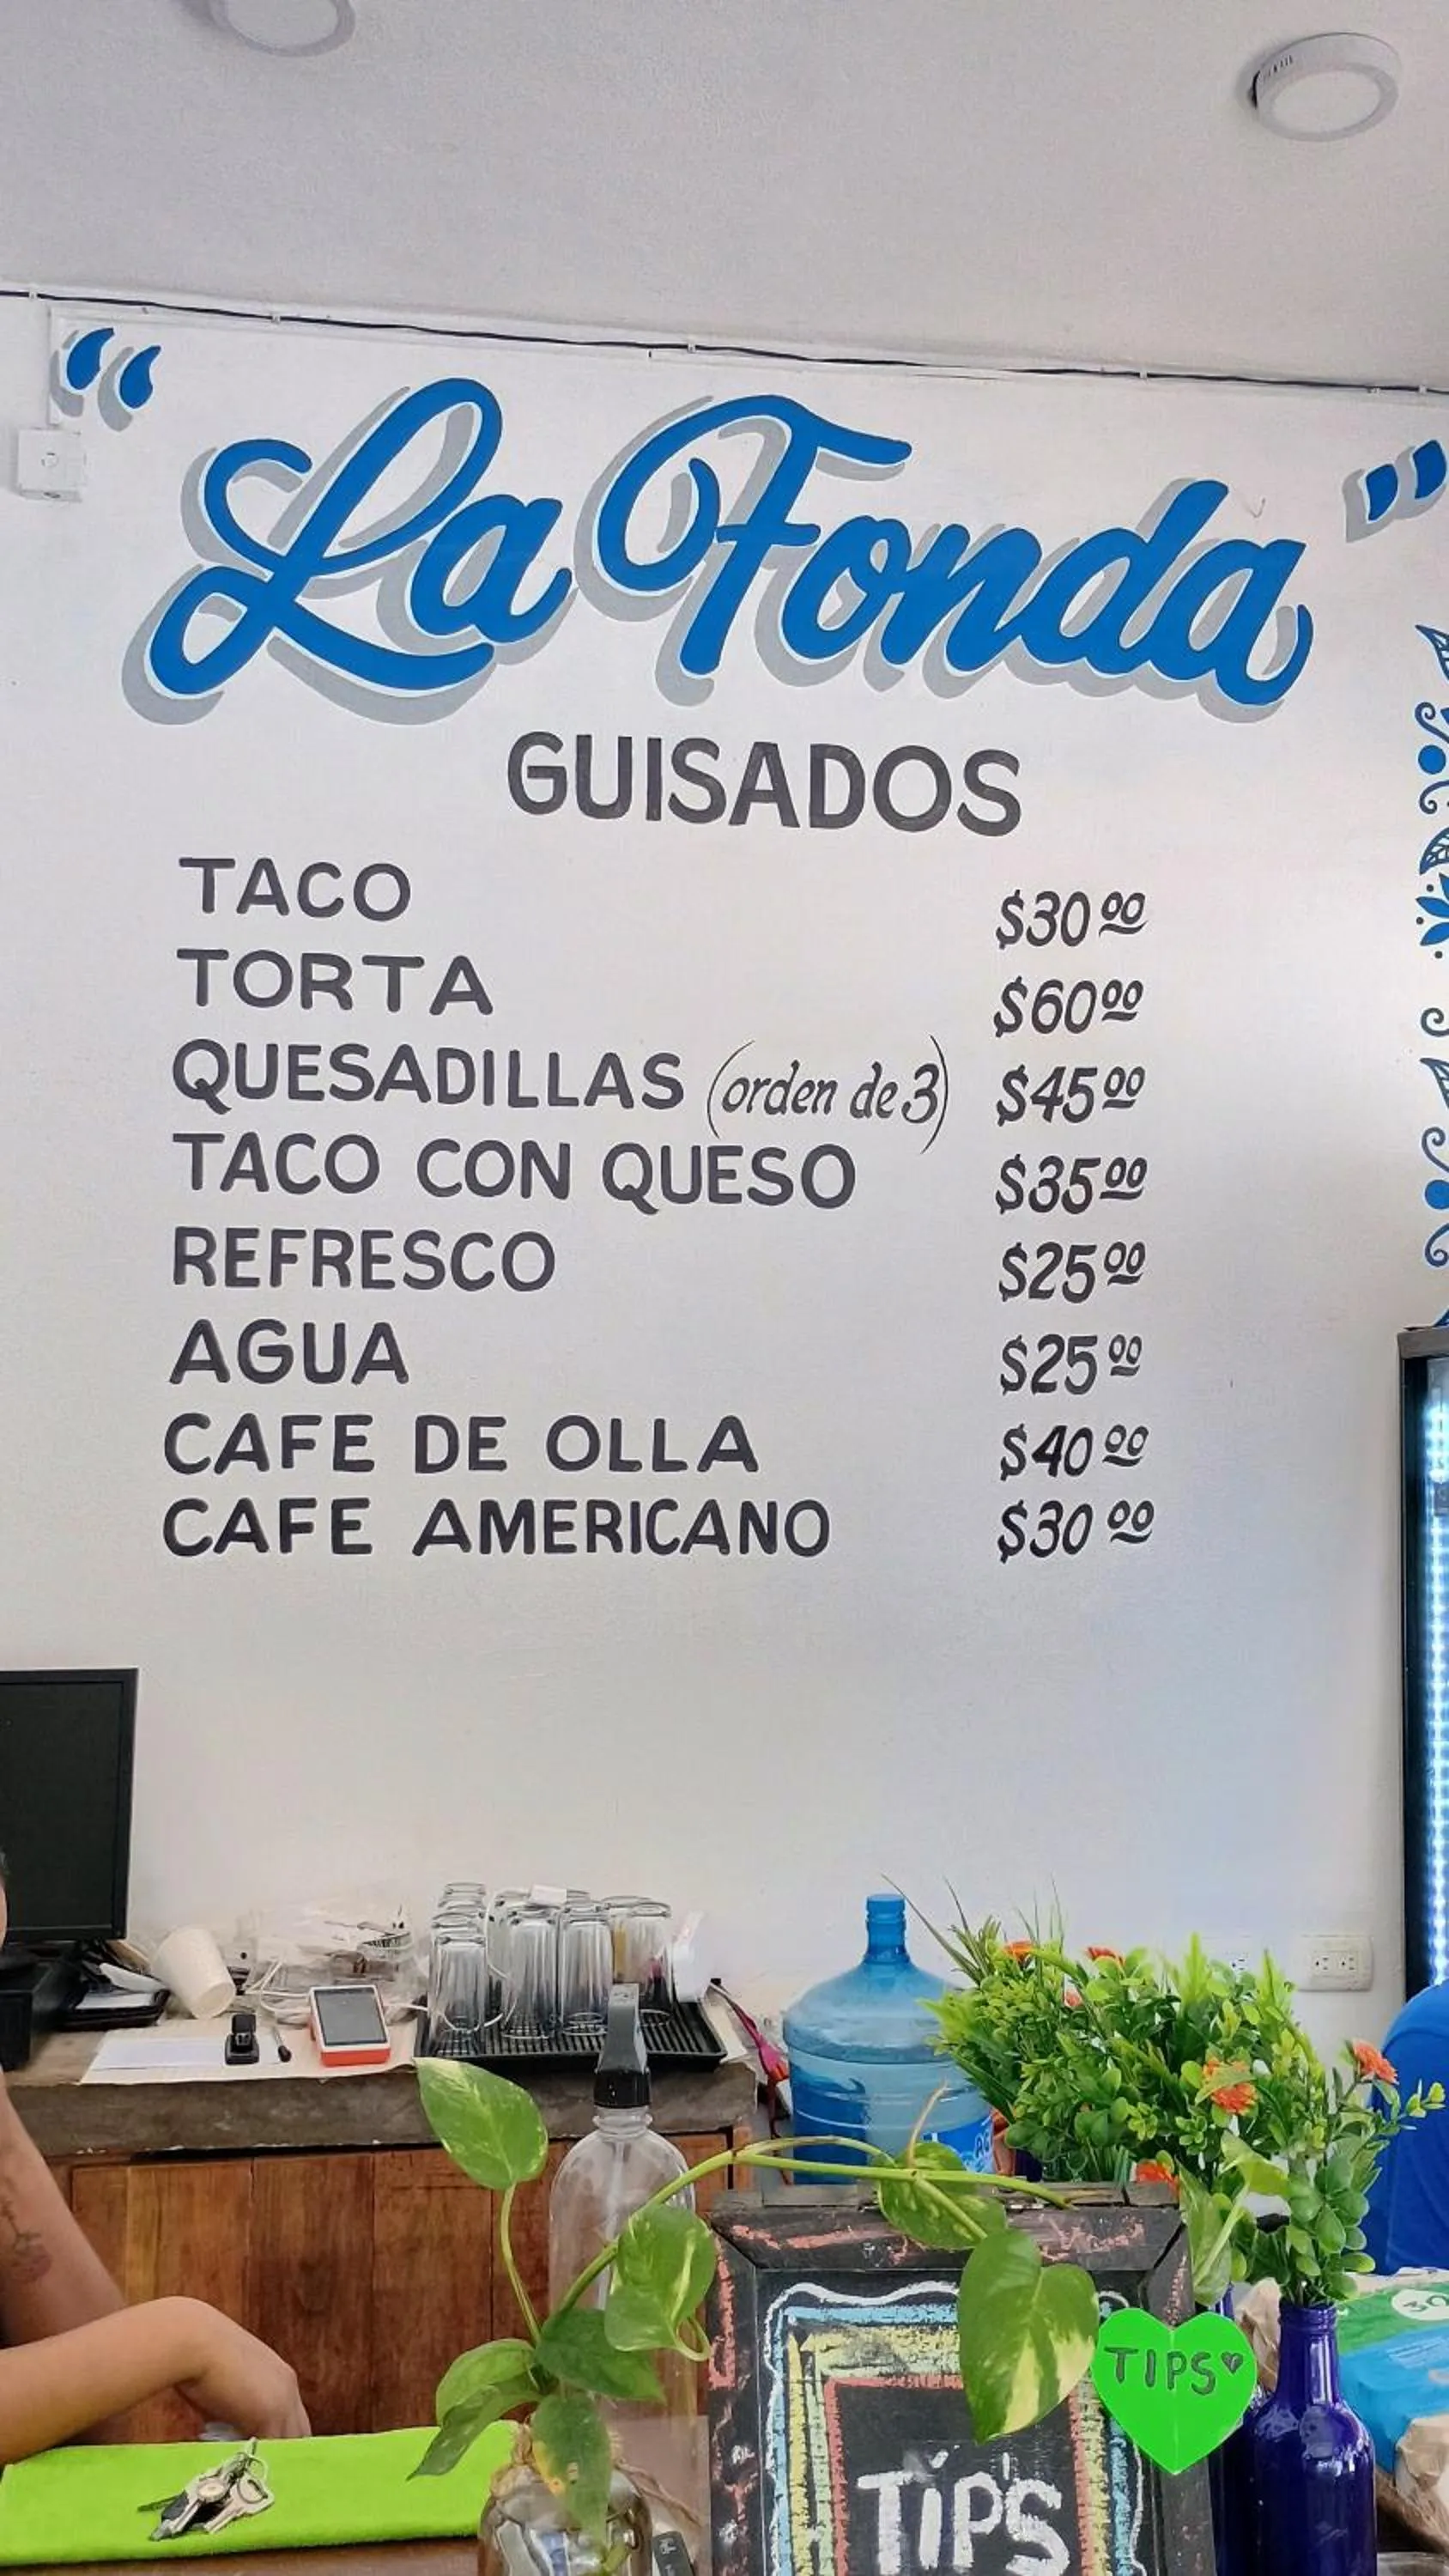 “La Fonda”
GUISADOS
TACO $30 00
TORTA $60 00
QUESADILLAS (orden de 3) $45 00
TACO CON QUESO $35 00
REFRESCO $25 00
AGUA $25 00
CAFE DE OLLA $40 00
CAFE AMERICANO $30 00
TIPS
TíP'S